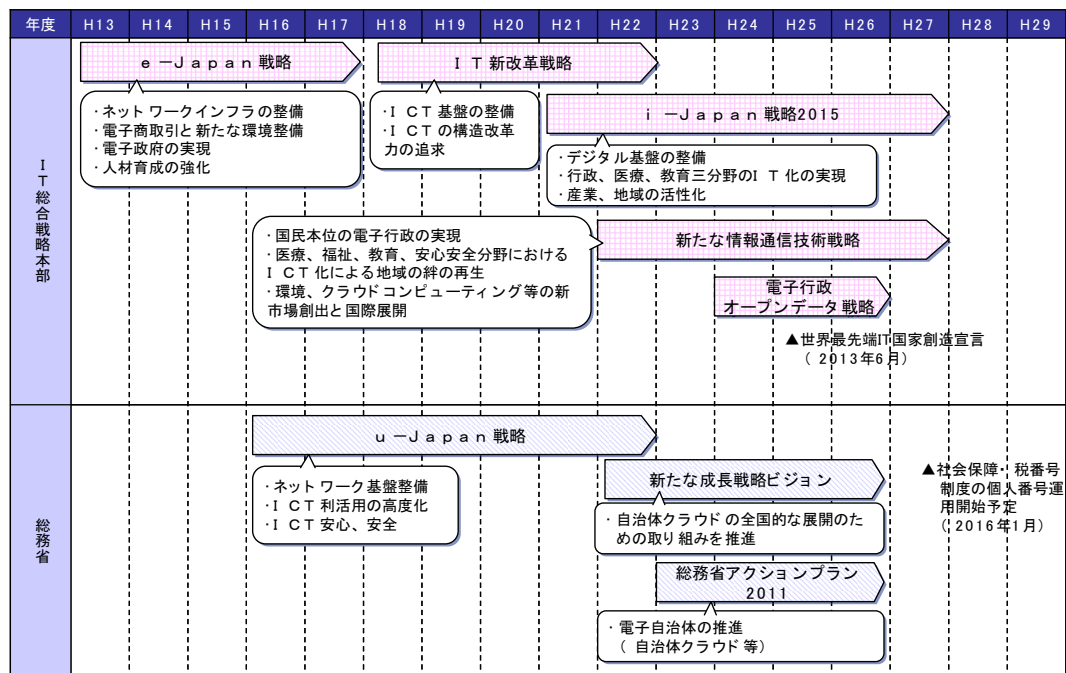 年度 H13 H14 H15 H16 H17 H18 H19 H20 H21 H22 H23 H24 H25 H26 H27 H28 H29
IT総合戦略本部
e－Japan戦略
・ネットワークインフラの整備
・電子商取引と新たな環境整備
・電子政府の実現
・人材育成の強化
IT新改革戦略
・ICT基盤の整備
・ICTの構造改革
力の追求
i－Japan戦略2015
・デジタル基盤の整備
・行政、医療、教育三分野のIT化の実現
・産業、地域の活性化
新たな情報通信技術戦略
・国民本位の電子行政の実現
・医療、福祉、教育、安心安全分野における
ICT化による地域の絆の再生
・環境、クラウドコンピューティング等の新
市場創出と国際展開
電子行政
オープンデータ戦略
▲世界最先端IT国家創造宣言
（2013年6月）
総務省
u－Japan戦略
・ネットワーク基盤整備
・ICT利活用の高度化
・ICT安心、安全
新たな成長戦略ビジョン
・自治体クラウドの全国的な展開のた
めの取り組みを推進
▲社会保障・税番号
制度の個人番号運
用開始予定
（2016年1月）
総務省アクションプラン
2011
・電子自治体の推進
（自治体クラウド等）